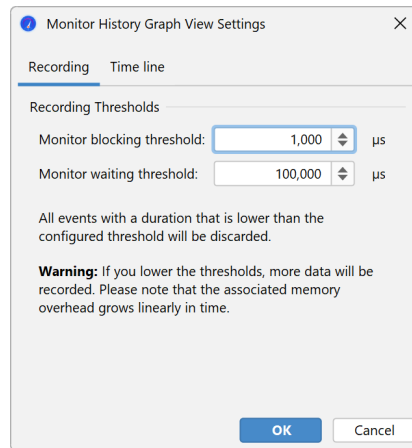 Monitor History Graph View Settings
Recording Time line
Recording Thresholds
Monitor blocking threshold: 1,000 µs
Monitor waiting threshold: 100,000 µs
All events with a duration that is lower than the
configured threshold will be discarded.
Warning: If you lower the thresholds, more data will be
recorded. Please note that the associated memory
overhead grows linearly in time.
OK Cancel